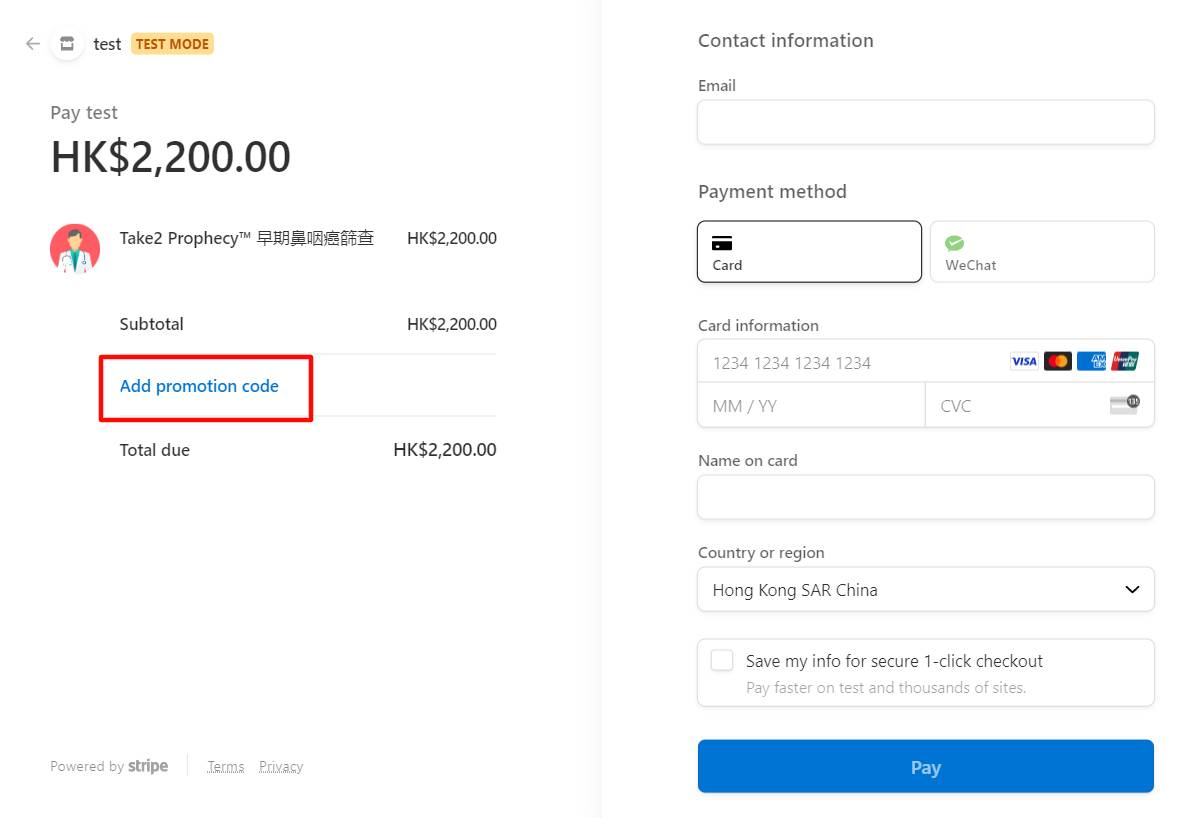 test TEST MODE
Pay test
HK$2,200.00
Take2 Prophecy™ 早期鼻咽癌篩查 HK$2,200.00
Subtotal HK$2,200.00
Add promotion code
Total due HK$2,200.00
Powered by stripe Terms Privacy
Contact information
Email
Payment method
Card
WeChat
Card information
1234 1234 1234 1234 VISA AM EX UnionPay
MM / YY CVC 135
Name on card
Country or region
Hong Kong SAR China
Save my info for secure 1-click checkout
Pay faster on test and thousands of sites.
Pay